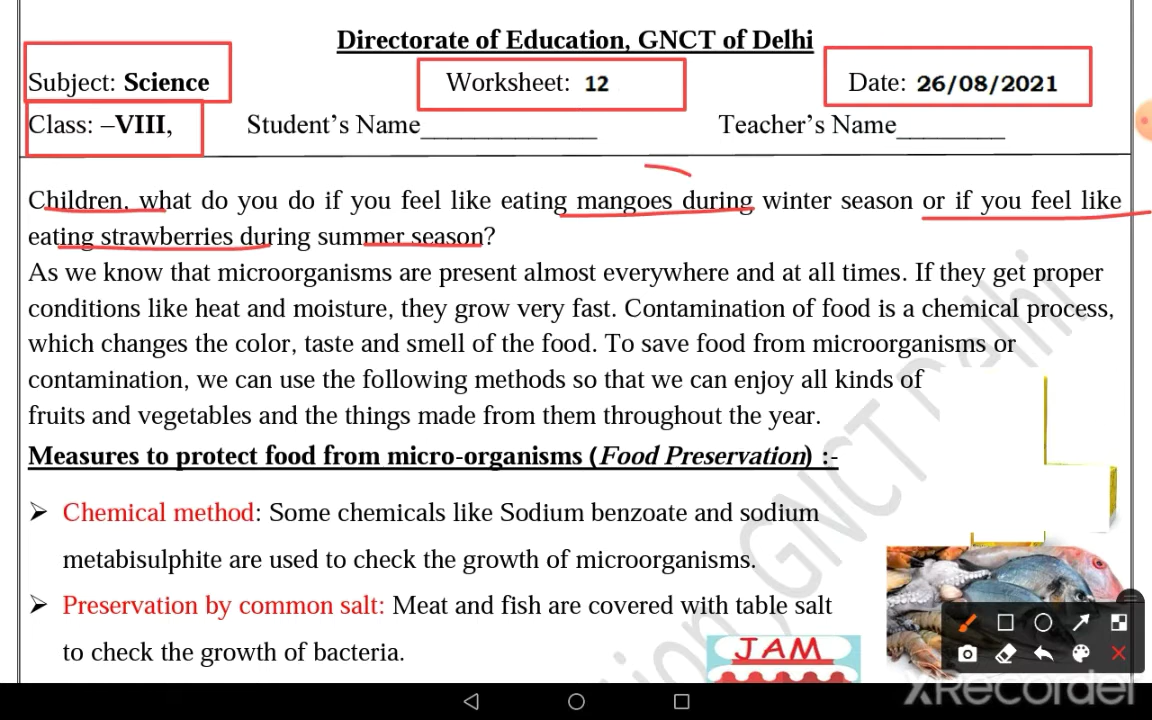 Directorate of Education, GNCT of Delhi
Subject: Science
Worksheet: 12
Date: 26/08/2021
Class: –VIII,
Student's Name_____________
Teacher's Name________
Children, what do you do if you feel like eating mangoes during winter season or if you feel like
eating strawberries during summer season?
As we know that microorganisms are present almost everywhere and at all times. If they get proper
conditions like heat and moisture, they grow very fast. Contamination of food is a chemical process,
which changes the color, taste and smell of the food. To save food from microorganisms or
contamination, we can use the following methods so that we can enjoy all kinds of
fruits and vegetables and the things made from them throughout the year.
Measures to protect food from micro-organisms (Food Preservation) :-
➢ Chemical method: Some chemicals like Sodium benzoate and sodium
metabisulphite are used to check the growth of microorganisms.
➢ Preservation by common salt: Meat and fish are covered with table salt
to check the growth of bacteria.
JAM
GNCT Delhi
XRecorder